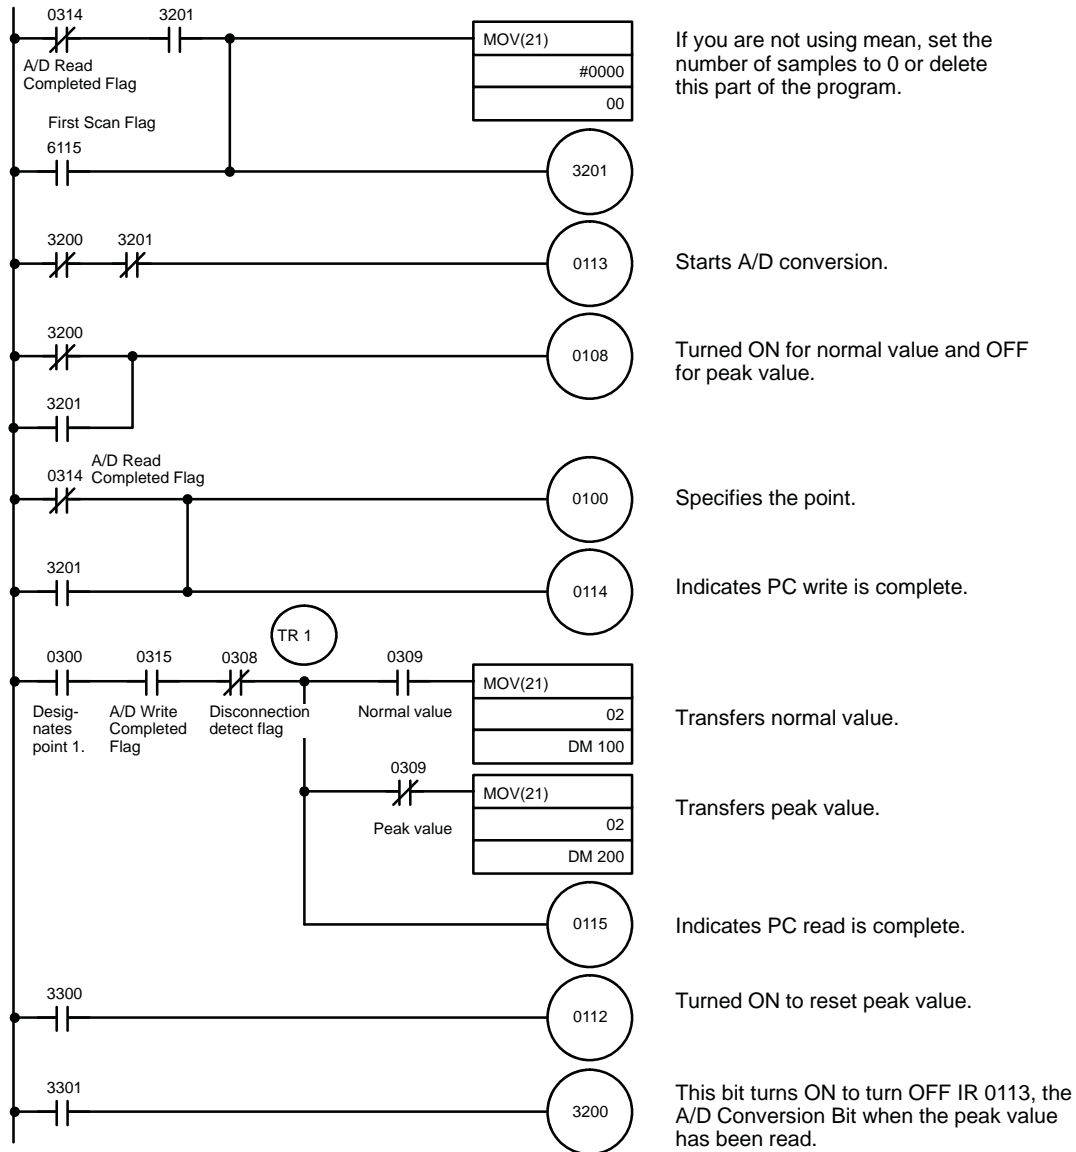 0314 3201
MOV(21)
#0000
00
A/D Read
Completed Flag
If you are not using mean, set the
number of samples to 0 or delete
this part of the program.
First Scan Flag
6115
3201
3200 3201
0113
Starts A/D conversion.
3200
0108
Turned ON for normal value and OFF
for peak value.
3201
A/D Read
0314 Completed Flag
0100
Specifies the point.
3201
0114
Indicates PC write is complete.
TR 1
0300 0315 0308 0309
MOV(21)
02
DM 100
Desig-
nates
point 1.
A/D Write
Completed
Flag
Disconnection
detect flag
Normal value
Transfers normal value.
0309
MOV(21)
02
DM 200
Peak value
Transfers peak value.
0115
Indicates PC read is complete.
3300
0112
Turned ON to reset peak value.
3301
3200
This bit turns ON to turn OFF IR 0113, the
A/D Conversion Bit when the peak value
has been read.